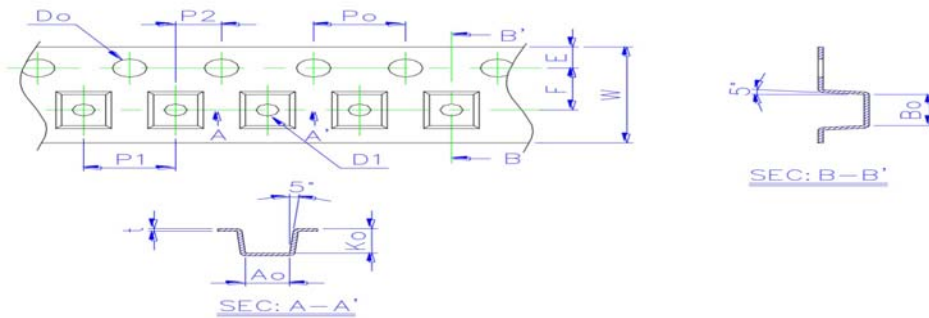 Do
P2
Po
B'
E
F
W
A
A'
P1
D1
B
5°
Bo
SEC: B-B'
5°
t
Ko
Ao
SEC: A-A'